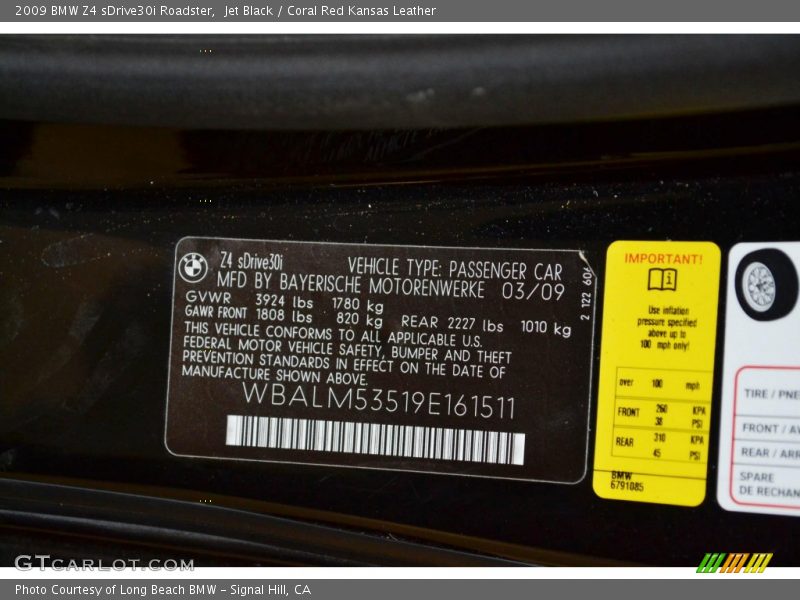 2009 BMW Z4 sDrive30i Roadster,  Jet Black / Coral Red Kansas Leather
Z4 sDrive30i VEHICLE TYPE: PASSENGER CAR
MFD BY BAYERISCHE MOTORENWERKE 03/09
GVWR 3924 lbs 1780 kg
GAWR FRONT 1808 lbs 820 kg REAR 2227 lbs 1010 kg
THIS VEHICLE CONFORMS TO ALL APPLICABLE U.S.
FEDERAL MOTOR VEHICLE SAFETY, BUMPER AND THEFT
PREVENTION STANDARDS IN EFFECT ON THE DATE OF
MANUFACTURE SHOWN ABOVE.
WBALM53519E161511
2 122 606
IMPORTANT!
Use inflation
pressure specified
above up to
100 mph only!
over 100 mph
FRONT 260 KPA
38 PSI
REAR 310 KPA
45 PSI
BMW
6791085
TIRE / PNE
FRONT / AV
REAR / ARR
SPARE
DE RECHAN
GTCARLOT.COM
Photo Courtesy of Long Beach BMW – Signal Hill, CA